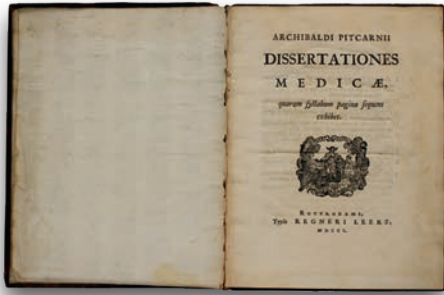 ARCHIBALDI PITCARNII
DISSERTATIONES
MEDICÆ,
quarum ſyllabum pagina ſequens
exhibet.
ROTTERODAMI,
Typis REGNERI LEERS,
MDCCI.